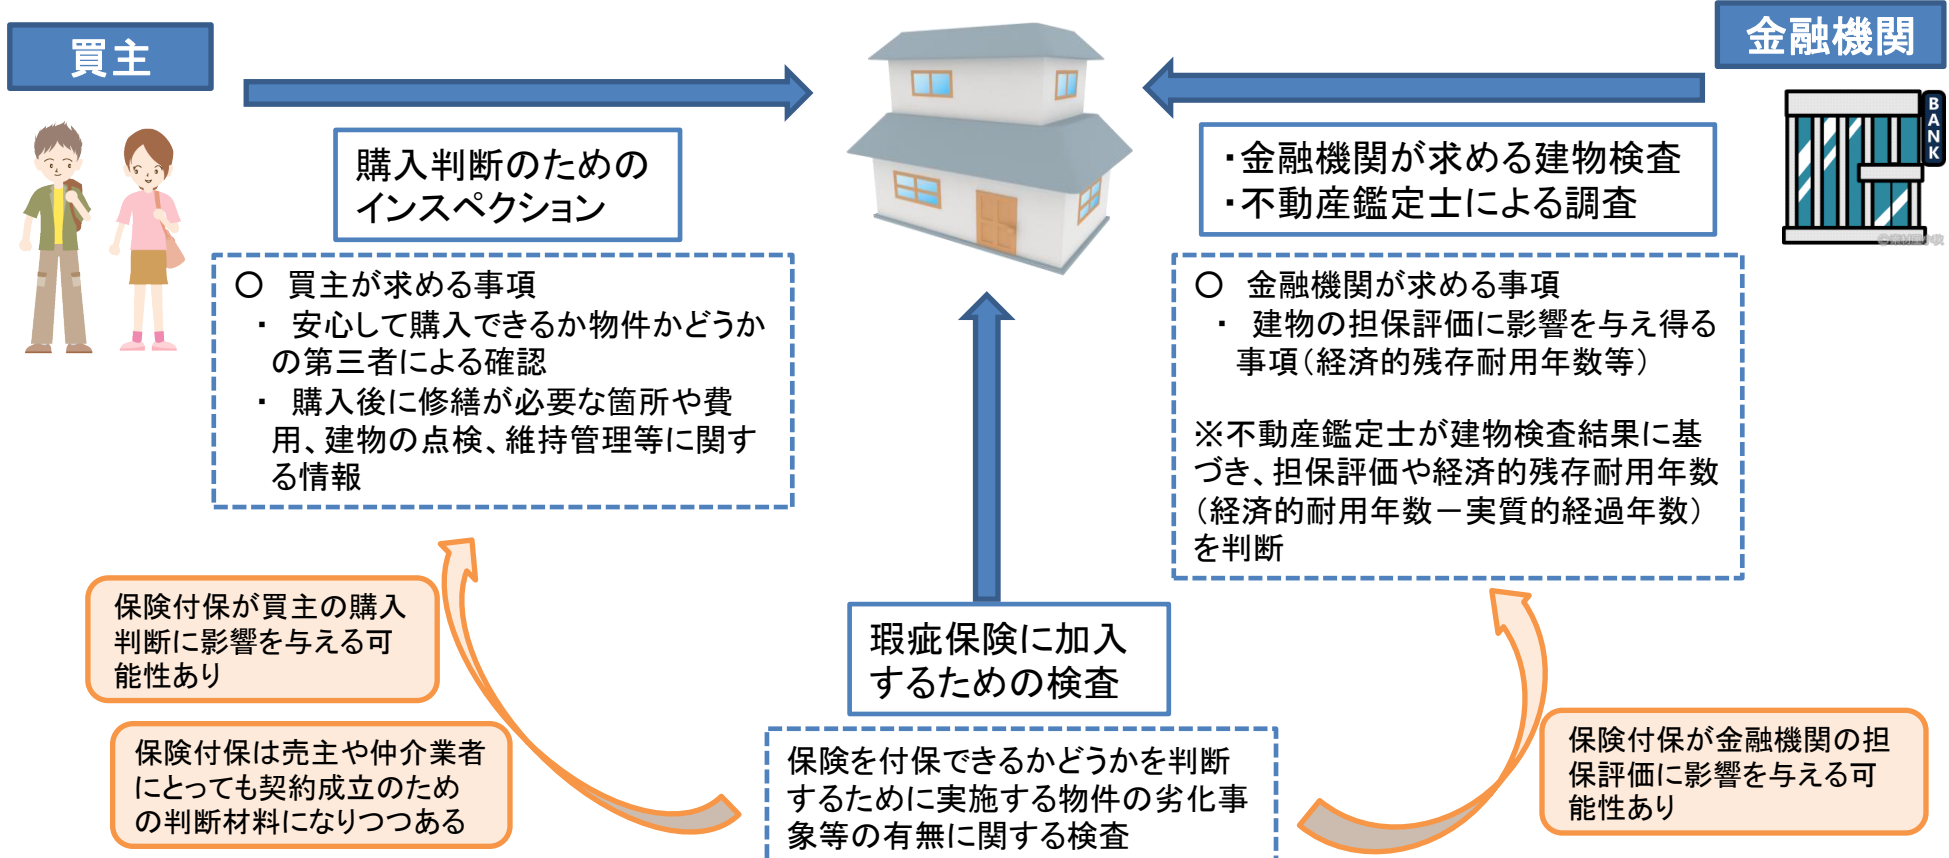 買主
金融機関
BANK
購入判断のための
インスペクション
・金融機関が求める建物検査
・不動産鑑定士による調査
○　買主が求める事項
・　安心して購入できるか物件かどうか
の第三者による確認
・　購入後に修繕が必要な箇所や費
用、建物の点検、維持管理等に関す
る情報
○　金融機関が求める事項
・　建物の担保評価に影響を与え得る
事項（経済的残存耐用年数等）
※不動産鑑定士が建物検査結果に基
づき、担保評価や経済的残存耐用年数
（経済的耐用年数－実質的経過年数）
を判断
保険付保が買主の購入
判断に影響を与える可
能性あり
保険付保は売主や仲介業者
にとっても契約成立のため
の判断材料になりつつある
瑕疵保険に加入
するための検査
保険を付保できるかどうかを判断
するために実施する物件の劣化事
象等の有無に関する検査
保険付保が金融機関の担
保評価に影響を与える可
能性あり